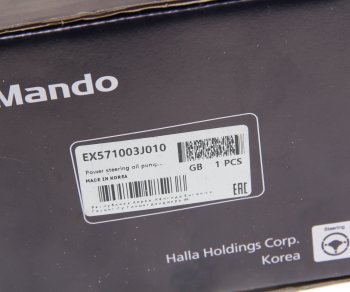 Mando
EX571003J010
Power steering oil pump...
MADE IN KOREA
GB 1 PCS
EAC
Steering
Halla Holdings Corp.
Korea